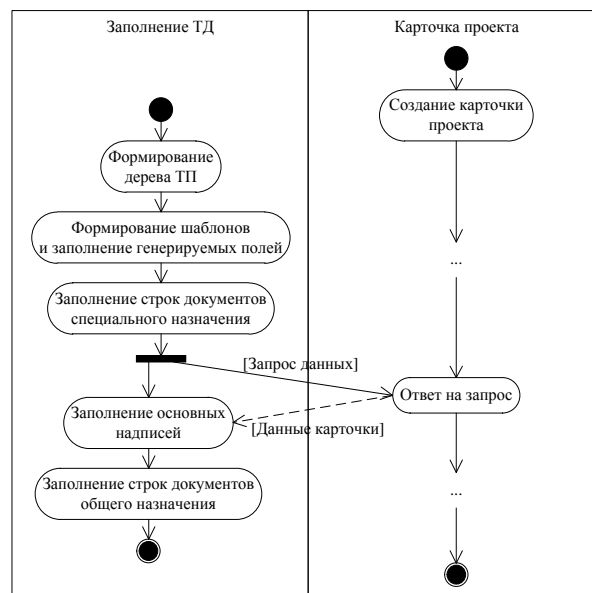 Заполнение ТД
Карточка проекта
Формирование
дерева ТП
Формирование шаблонов
и заполнение генерируемых полей
Заполнение строк документов
специального назначения
Заполнение основных
надписей
Заполнение строк документов
общего назначения
[Запрос данных]
[Данные карточки]
Создание карточки
проекта
...
Ответ на запрос
...